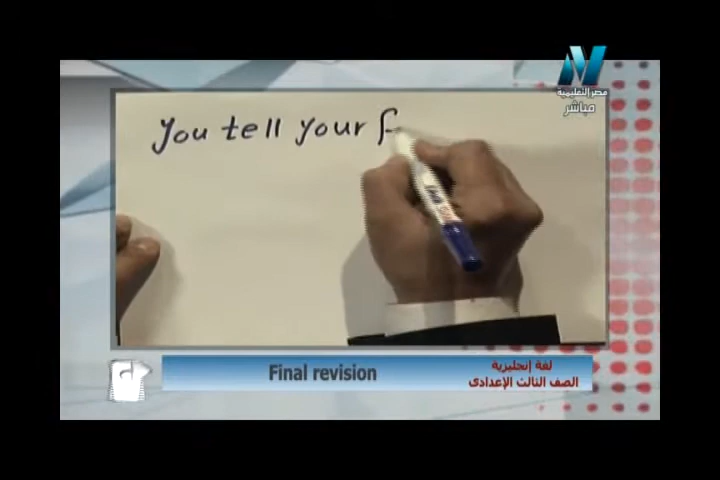 مصر التعليمية
مباشر
You tell your f
Final revision
لغة إنجليزية
الصف الثالث الإعدادى